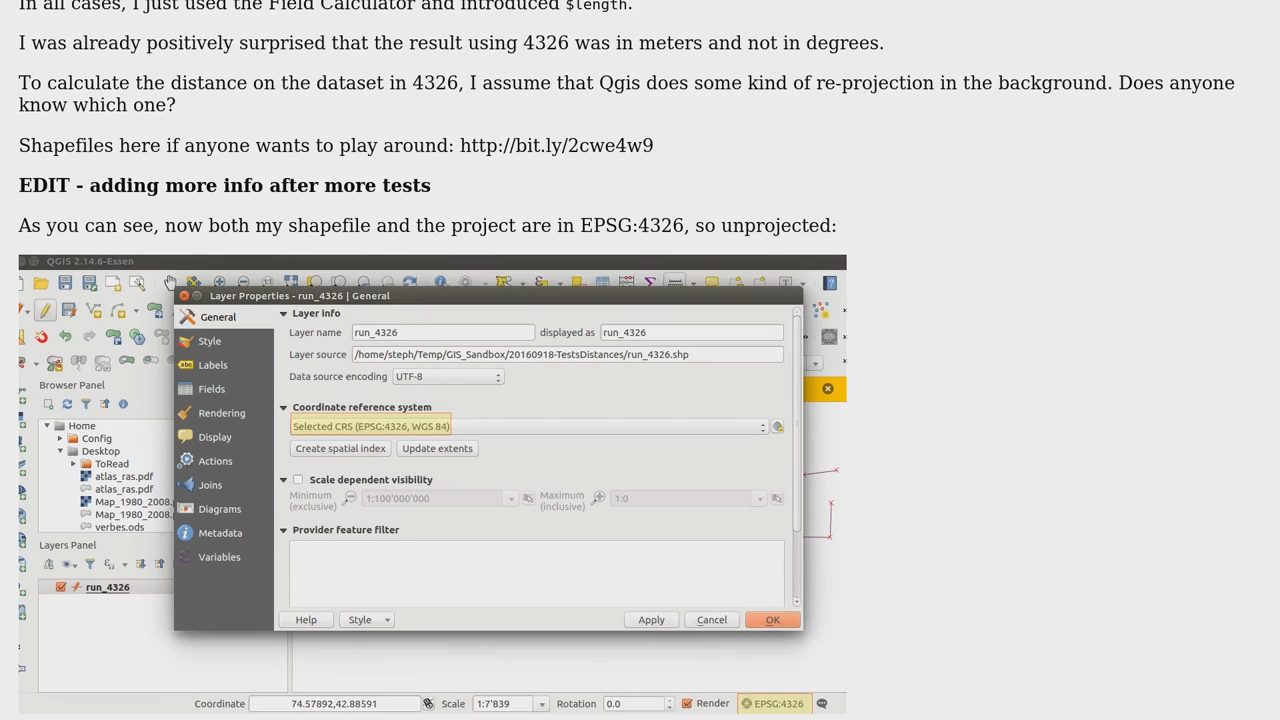 In all cases, I just used the Field Calculator and introduced $length.
I was already positively surprised that the result using 4326 was in meters and not in degrees.
To calculate the distance on the dataset in 4326, I assume that Qgis does some kind of re-projection in the background. Does anyone
know which one?
Shapefiles here if anyone wants to play around: http://bit.ly/2cwe4w9
EDIT - adding more info after more tests
As you can see, now both my shapefile and the project are in EPSG:4326, so unprojected:
QGIS 2.14.6-Essen
Layer Properties - run_4326 | General
General
Style
Labels
Fields
Rendering
Display
Actions
Joins
Diagrams
Metadata
Variables
Layer info
Layer name run_4326 displayed as run_4326
Layer source /home/steph/Temp/GIS_Sandbox/20160918-TestsDistances/run_4326.shp
Data source encoding UTF-8
Coordinate reference system
Selected CRS (EPSG:4326, WGS 84)
Create spatial index Update extents
Scale dependent visibility
Minimum (exclusive) 1:100'000'000 Maximum (inclusive) 1:0
Provider feature filter
Help Style Apply Cancel OK
Browser Panel
Home
Config
Desktop
ToRead
atlas_ras.pdf
atlas_ras.pdf
Map_1980_2008.
Map_1980_2008.
verbes.ods
Layers Panel
run_4326
Coordinate 74.57892,42.88591 Scale 1:7'839 Rotation 0.0 Render EPSG:4326